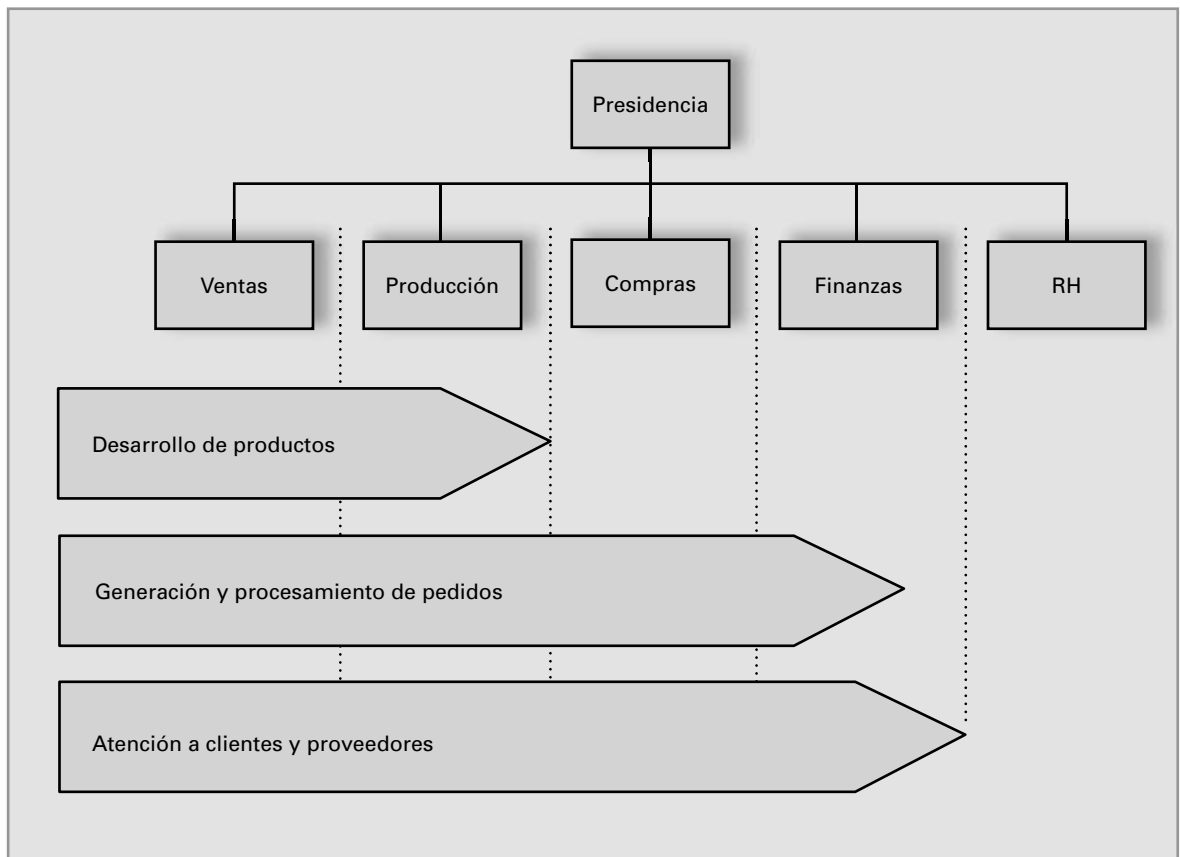 Presidencia
Ventas
Producción
Compras
Finanzas
RH
Desarrollo de productos
Generación y procesamiento de pedidos
Atención a clientes y proveedores